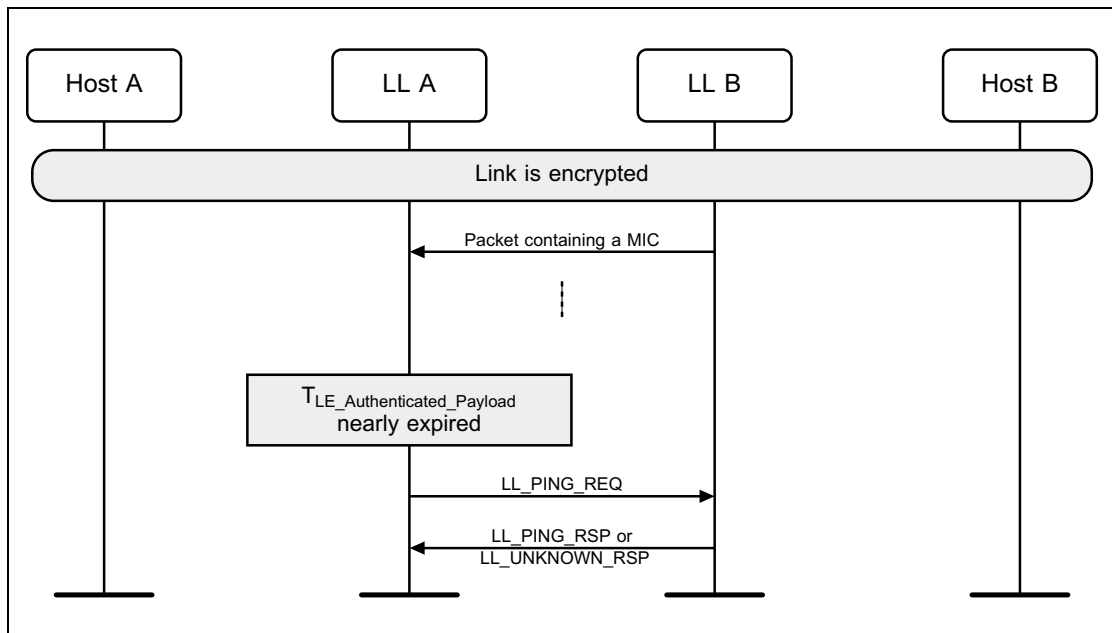 Host A
LL A
LL B
Host B
Link is encrypted
Packet containing a MIC
TLE_Authenticated_Payload
nearly expired
LL_PING_REQ
LL_PING_RSP or
LL_UNKNOWN_RSP